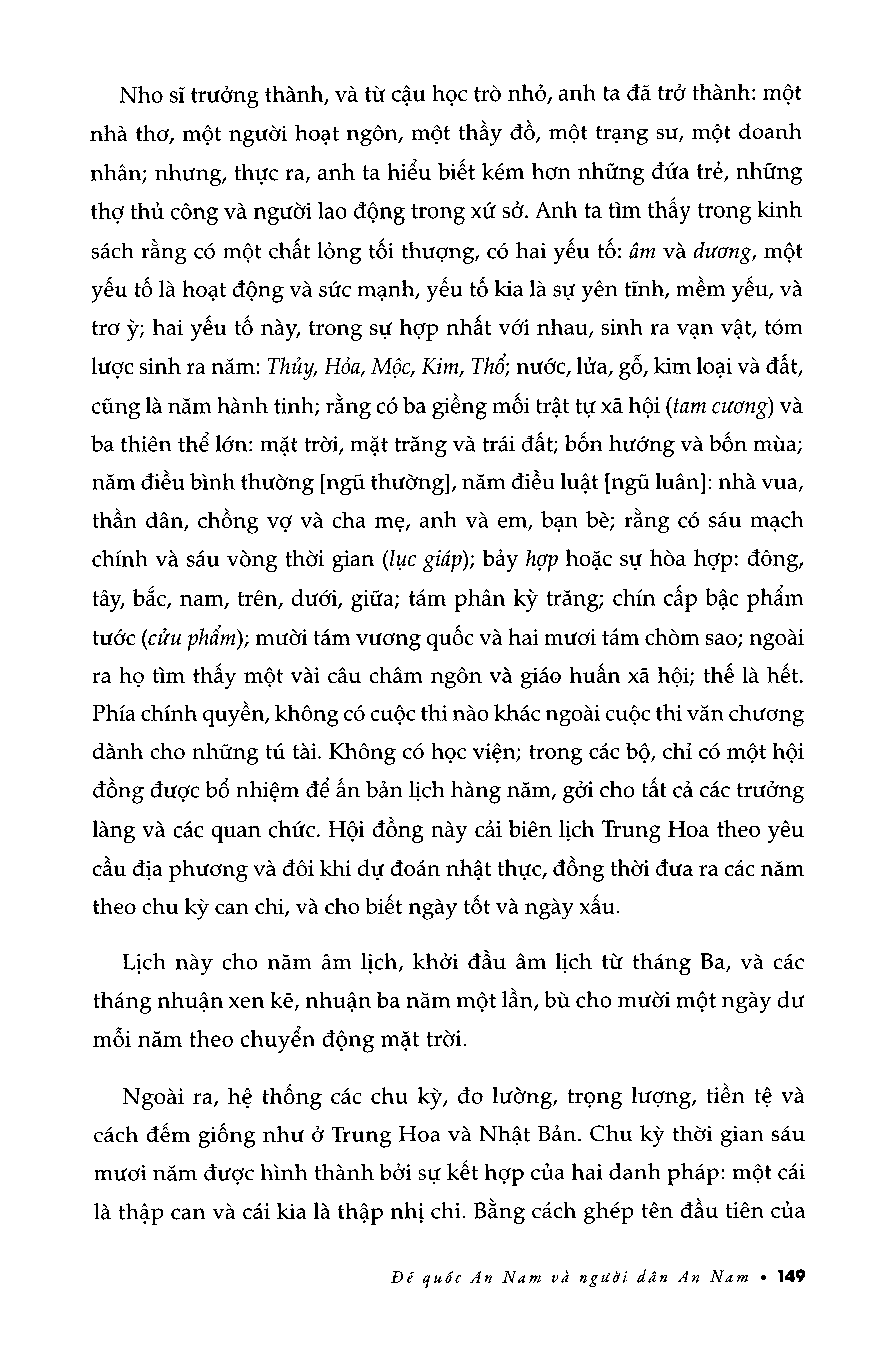 Nho sĩ trưởng thành, và từ cậu học trò nhỏ, anh ta đã trở thành: một
nhà thơ, một người hoạt ngôn, một thầy đồ, một trạng sư, một doanh
nhân; nhưng, thực ra, anh ta hiểu biết kém hơn những đứa trẻ, những
thợ thủ công và người lao động trong xứ sở. Anh ta tìm thấy trong kinh
sách rằng có một chất lỏng tối thượng, có hai yếu tố: âm và dương, một
yếu tố là hoạt động và sức mạnh, yếu tố kia là sự yên tĩnh, mềm yếu, và
trơ ỳ; hai yếu tố này, trong sự hợp nhất với nhau, sinh ra vạn vật, tóm
lược sinh ra năm: Thủy, Hỏa, Mộc, Kim, Thổ; nước, lửa, gỗ, kim loại và đất,
cũng là năm hành tinh; rằng có ba giềng mối trật tự xã hội (tam cương) và
ba thiên thể lớn: mặt trời, mặt trăng và trái đất; bốn hướng và bốn mùa;
năm điều bình thường [ngũ thường], năm điều luật [ngũ luân]: nhà vua,
thần dân, chồng vợ và cha mẹ, anh và em, bạn bè; rằng có sáu mạch
chính và sáu vòng thời gian (lục giáp); bảy hợp hoặc sự hòa hợp: đông,
tây, bắc, nam, trên, dưới, giữa; tám phân kỳ trăng; chín cấp bậc phẩm
tước (cửu phẩm); mười tám vương quốc và hai mươi tám chòm sao; ngoài
ra họ tìm thấy một vài câu châm ngôn và giáo huấn xã hội; thế là hết.
Phía chính quyền, không có cuộc thi nào khác ngoài cuộc thi văn chương
dành cho những tú tài. Không có học viện; trong các bộ, chỉ có một hội
đồng được bổ nhiệm để ấn bản lịch hàng năm, gởi cho tất cả các trưởng
làng và các quan chức. Hội đồng này cải biên lịch Trung Hoa theo yêu
cầu địa phương và đôi khi dự đoán nhật thực, đồng thời đưa ra các năm
theo chu kỳ can chi, và cho biết ngày tốt và ngày xấu.
Lịch này cho năm âm lịch, khởi đầu âm lịch từ tháng Ba, và các
tháng nhuận xen kẽ, nhuận ba năm một lần, bù cho mười một ngày dư
mỗi năm theo chuyển động mặt trời.
Ngoài ra, hệ thống các chu kỳ, đo lường, trọng lượng, tiền tệ và
cách đếm giống như ở Trung Hoa và Nhật Bản. Chu kỳ thời gian sáu
mươi năm được hình thành bởi sự kết hợp của hai danh pháp: một cái
là thập can và cái kia là thập nhị chi. Bằng cách ghép tên đầu tiên của
Đế quốc An Nam và người dân An Nam • 149